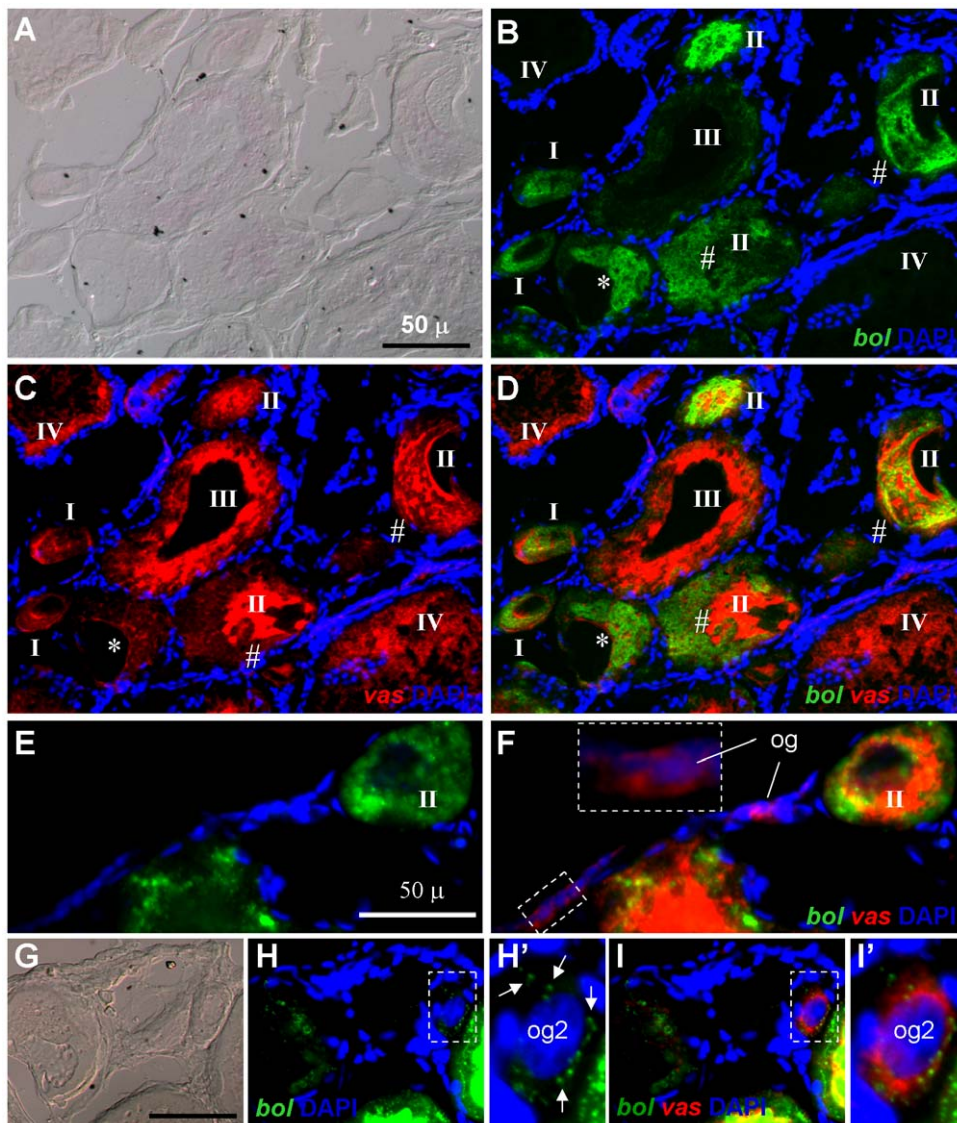 A
50 μ
B
II
IV
II
III
I
#
II
#
IV
I
*
bol DAPI
C
II
IV
II
III
I
#
II
IV
I
*
#
vas DAPI
D
II
IV
II
III
I
#
II
#
IV
I
*
bol vas DAPI
E
II
50 μ
F
og
II
bol vas DAPI
G
H
bol DAPI
H'
og2
I
bol vas DAPI
I'
og2